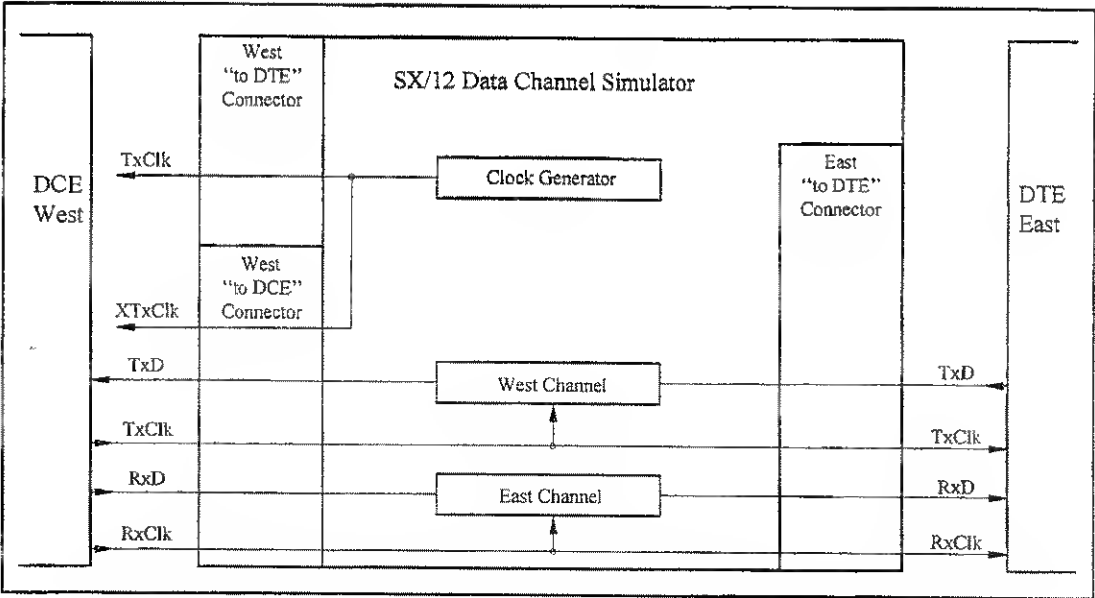 West
“to DTE”
Connector
SX/12 Data Channel Simulator
TxClk
Clock Generator
East
“to DTE”
Connector
DCE
West
DTE
East
West
“to DCE”
Connector
XTxClk
TxD
West Channel
TxD
TxClk
TxClk
RxD
East Channel
RxD
RxClk
RxClk